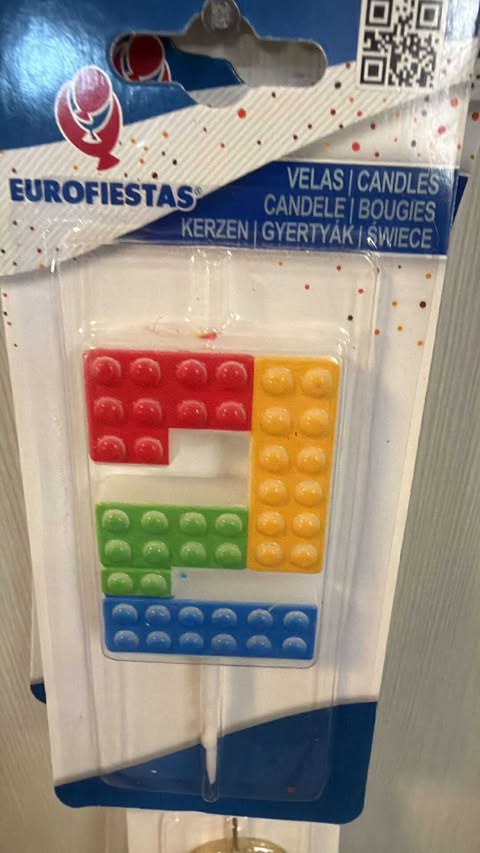 EUROFIESTAS®
VELAS | CANDLES
CANDELE | BOUGIES
KERZEN | GYERTYÁK | ŚWIECE